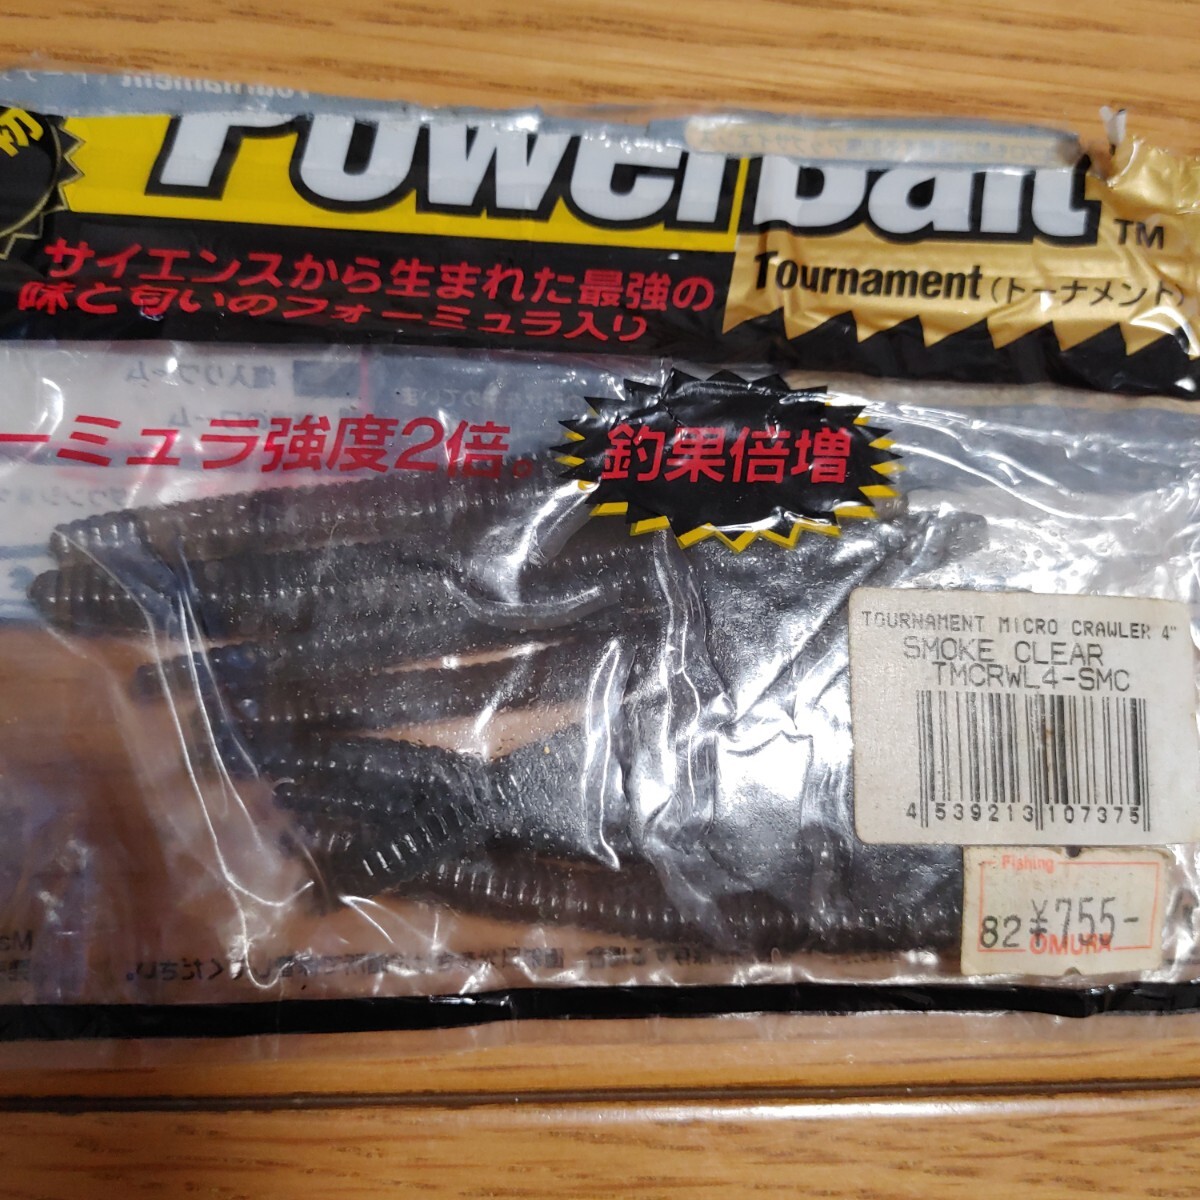 PowerBait TM
Tournament (トーナメント)
サイエンスから生まれた最強の
味と匂いのフォーミュラ入り
ーミュラ強度2倍。
釣果倍増
TOURNAMENT MICRO CRAWLER 4"
SMOKE CLEAR
TMCRWL4-SMC
4 539213 107375
Fishing
82 ¥755-
OMURA